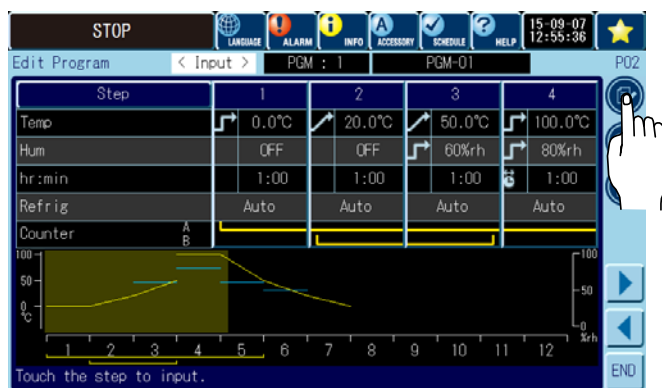 STOP
LANGUAGE ALARM INFO ACCESSORY SCHEDULE HELP 15-09-07
12:55:36
Edit Program < Input > PGM : 1 PGM-01 P02
Step 1 2 3 4
Temp 0.0°C 20.0°C 50.0°C 100.0°C
Hum OFF OFF 60%rh 80%rh
hr:min 1:00 1:00 1:00 1:00
Refrig Auto Auto Auto Auto
Counter A
B
100 100
50 50
0 0
°C %rh
1 2 3 4 5 6 7 8 9 10 11 12
Touch the step to input. END